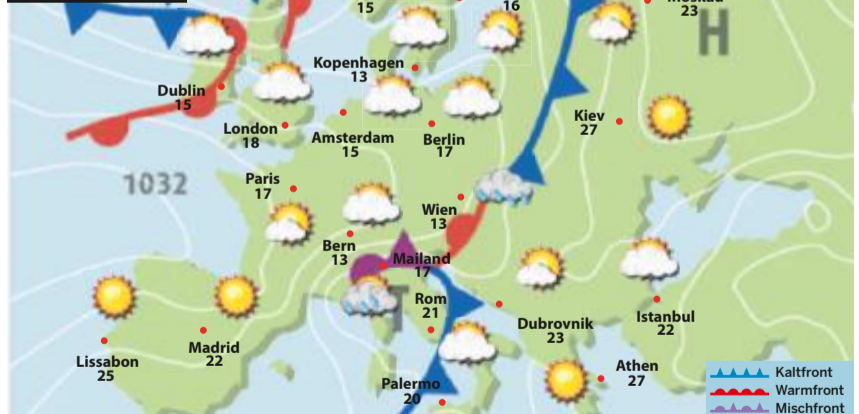 15
16
Moskau
23
H
Kopenhagen
13
Dublin
15
London
18
Amsterdam
15
Berlin
17
Kiev
27
1032
Paris
17
Wien
13
Bern
13
Mailand
17
T
Rom
21
Dubrovnik
23
Istanbul
22
Lissabon
25
Madrid
22
Palermo
20
Athen
27
Kaltfront
Warmfront
Mischfront